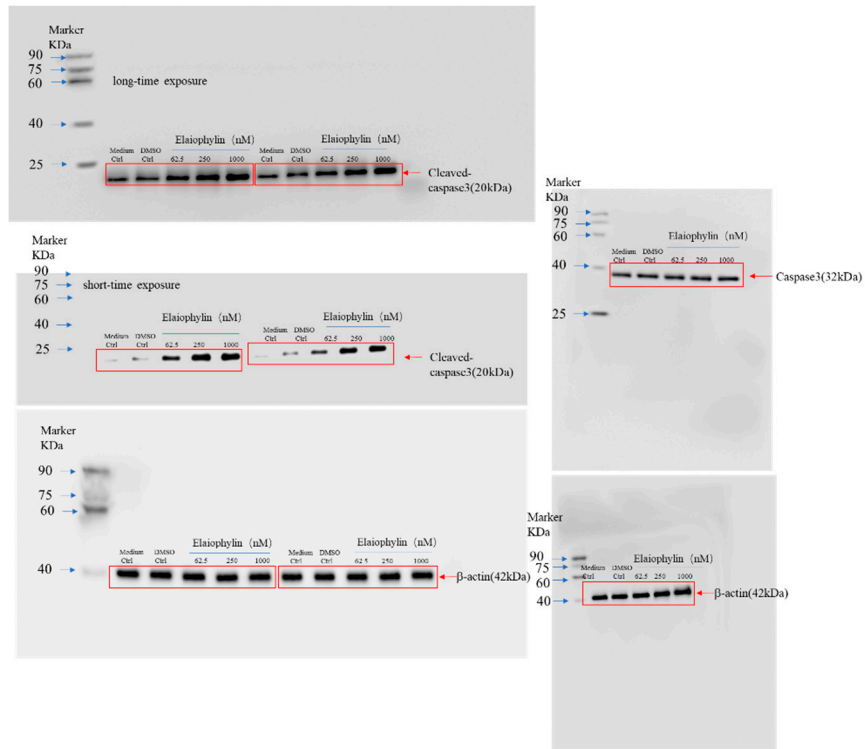 Marker
KDa
90
75
60
40
25
long-time exposure
Elaiophylin (nM)
Elaiophylin (nM)
Medium
Ctrl
DMSO
Ctrl
62.5
250
1000
Medium
Ctrl
DMSO
Ctrl
62.5
250
1000
Cleaved-
caspase3(20kDa)
Marker
KDa
90
75
60
40
25
short-time exposure
Elaiophylin (nM)
Elaiophylin (nM)
Medium
Ctrl
DMSO
Ctrl
62.5
250
1000
Medium
Ctrl
DMSO
Ctrl
62.5
250
1000
Cleaved-
caspase3(20kDa)
Marker
KDa
90
75
60
40
Elaiophylin (nM)
Elaiophylin (nM)
Medium
Ctrl
DMSO
Ctrl
62.5
250
1000
Medium
Ctrl
DMSO
Ctrl
62.5
250
1000
β-actin(42kDa)
Marker
KDa
90
75
60
40
25
Elaiophylin (nM)
Medium
Ctrl
DMSO
Ctrl
62.5
250
1000
Caspase3(32kDa)
Marker
KDa
90
75
60
40
Elaiophylin (nM)
Medium
Ctrl
DMSO
Ctrl
62.5
250
1000
β-actin(42kDa)